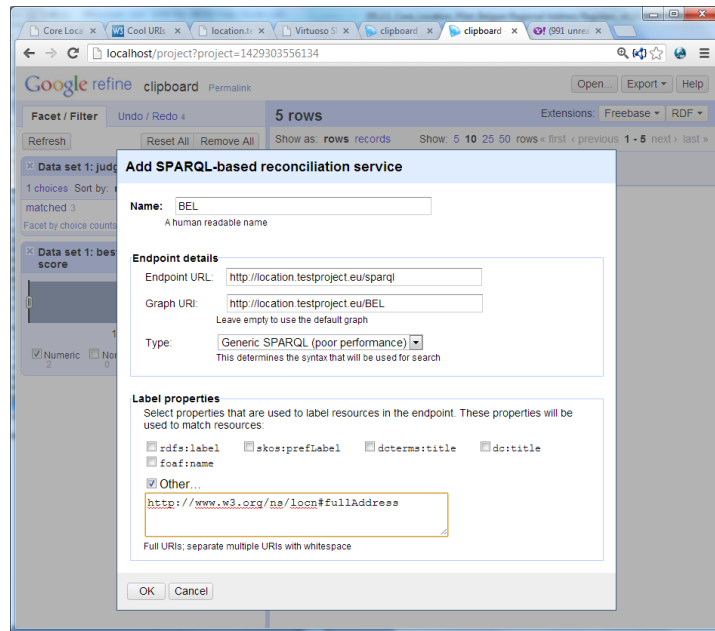 Core Loca
Cool URIs
location.t
Virtuoso S
clipboard
clipboard
(991 unre
localhost/project?project=1429303556134
Google refine clipboard Permalink
Open... Export Help
Facet / Filter Undo / Redo 4
5 rows
Extensions: Freebase RDF
Refresh Reset All Remove All
Show as: rows records Show: 5 10 25 50 rows « first ‹ previous 1 - 5 next › last »
Data set 1: judg
1 choices Sort by:
matched 3
Facet by choice counts
Data set 1: bes
score
1
Numeric Non
2 0
Add SPARQL-based reconciliation service
Name: BEL
A human readable name
Endpoint details
Endpoint URL: http://location.testproject.eu/sparql
Graph URI: http://location.testproject.eu/BEL
Leave empty to use the default graph
Type: Generic SPARQL (poor performance)
This determines the syntax that will be used for search
Label properties
Select properties that are used to label resources in the endpoint. These properties will be
used to match resources:
rdfs:label skos:prefLabel dcterms:title dc:title
foaf:name
Other...
http://www.w3.org/ns/locn#fullAddress
Full URIs; separate multiple URIs with whitespace
OK Cancel